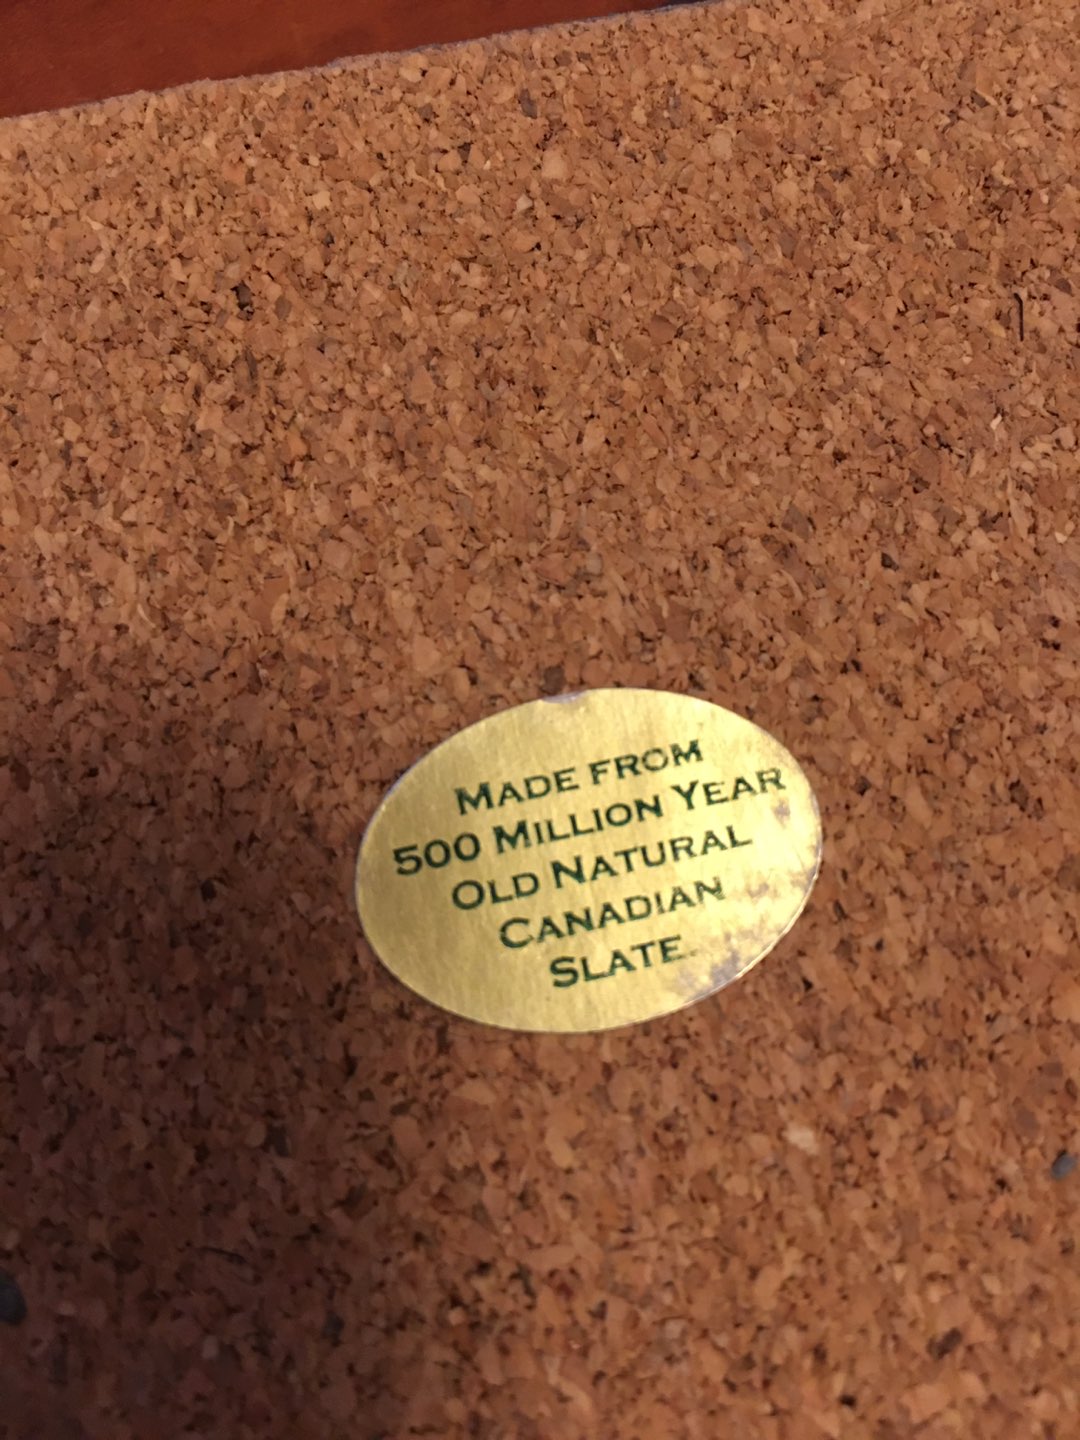 Made from
500 Million Year
Old Natural
Canadian
Slate.